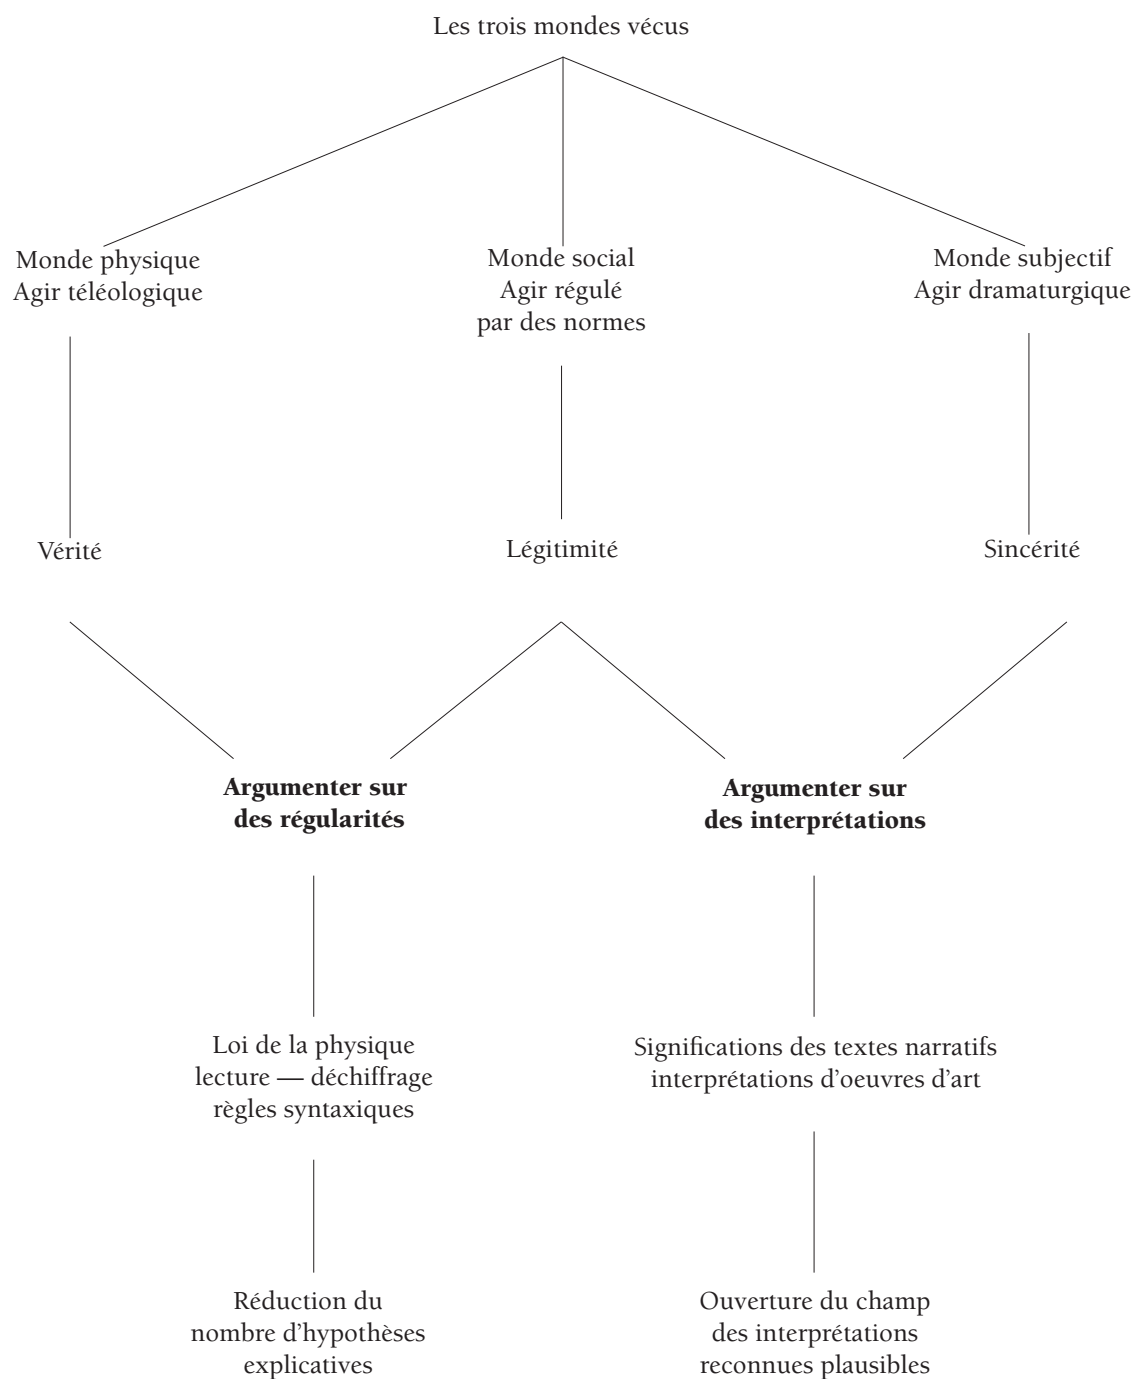 Les trois mondes vécus
Monde physique
Agir téléologique
Monde social
Agir régulé
par des normes
Monde subjectif
Agir dramaturgique
Vérité
Légitimité
Sincérité
Argumenter sur
des régularités
Argumenter sur
des interprétations
Loi de la physique
lecture — déchiffrage
règles syntaxiques
Significations des textes narratifs
interprétations d'oeuvres d'art
Réduction du
nombre d'hypothèses
explicatives
Ouverture du champ
des interprétations
reconnues plausibles